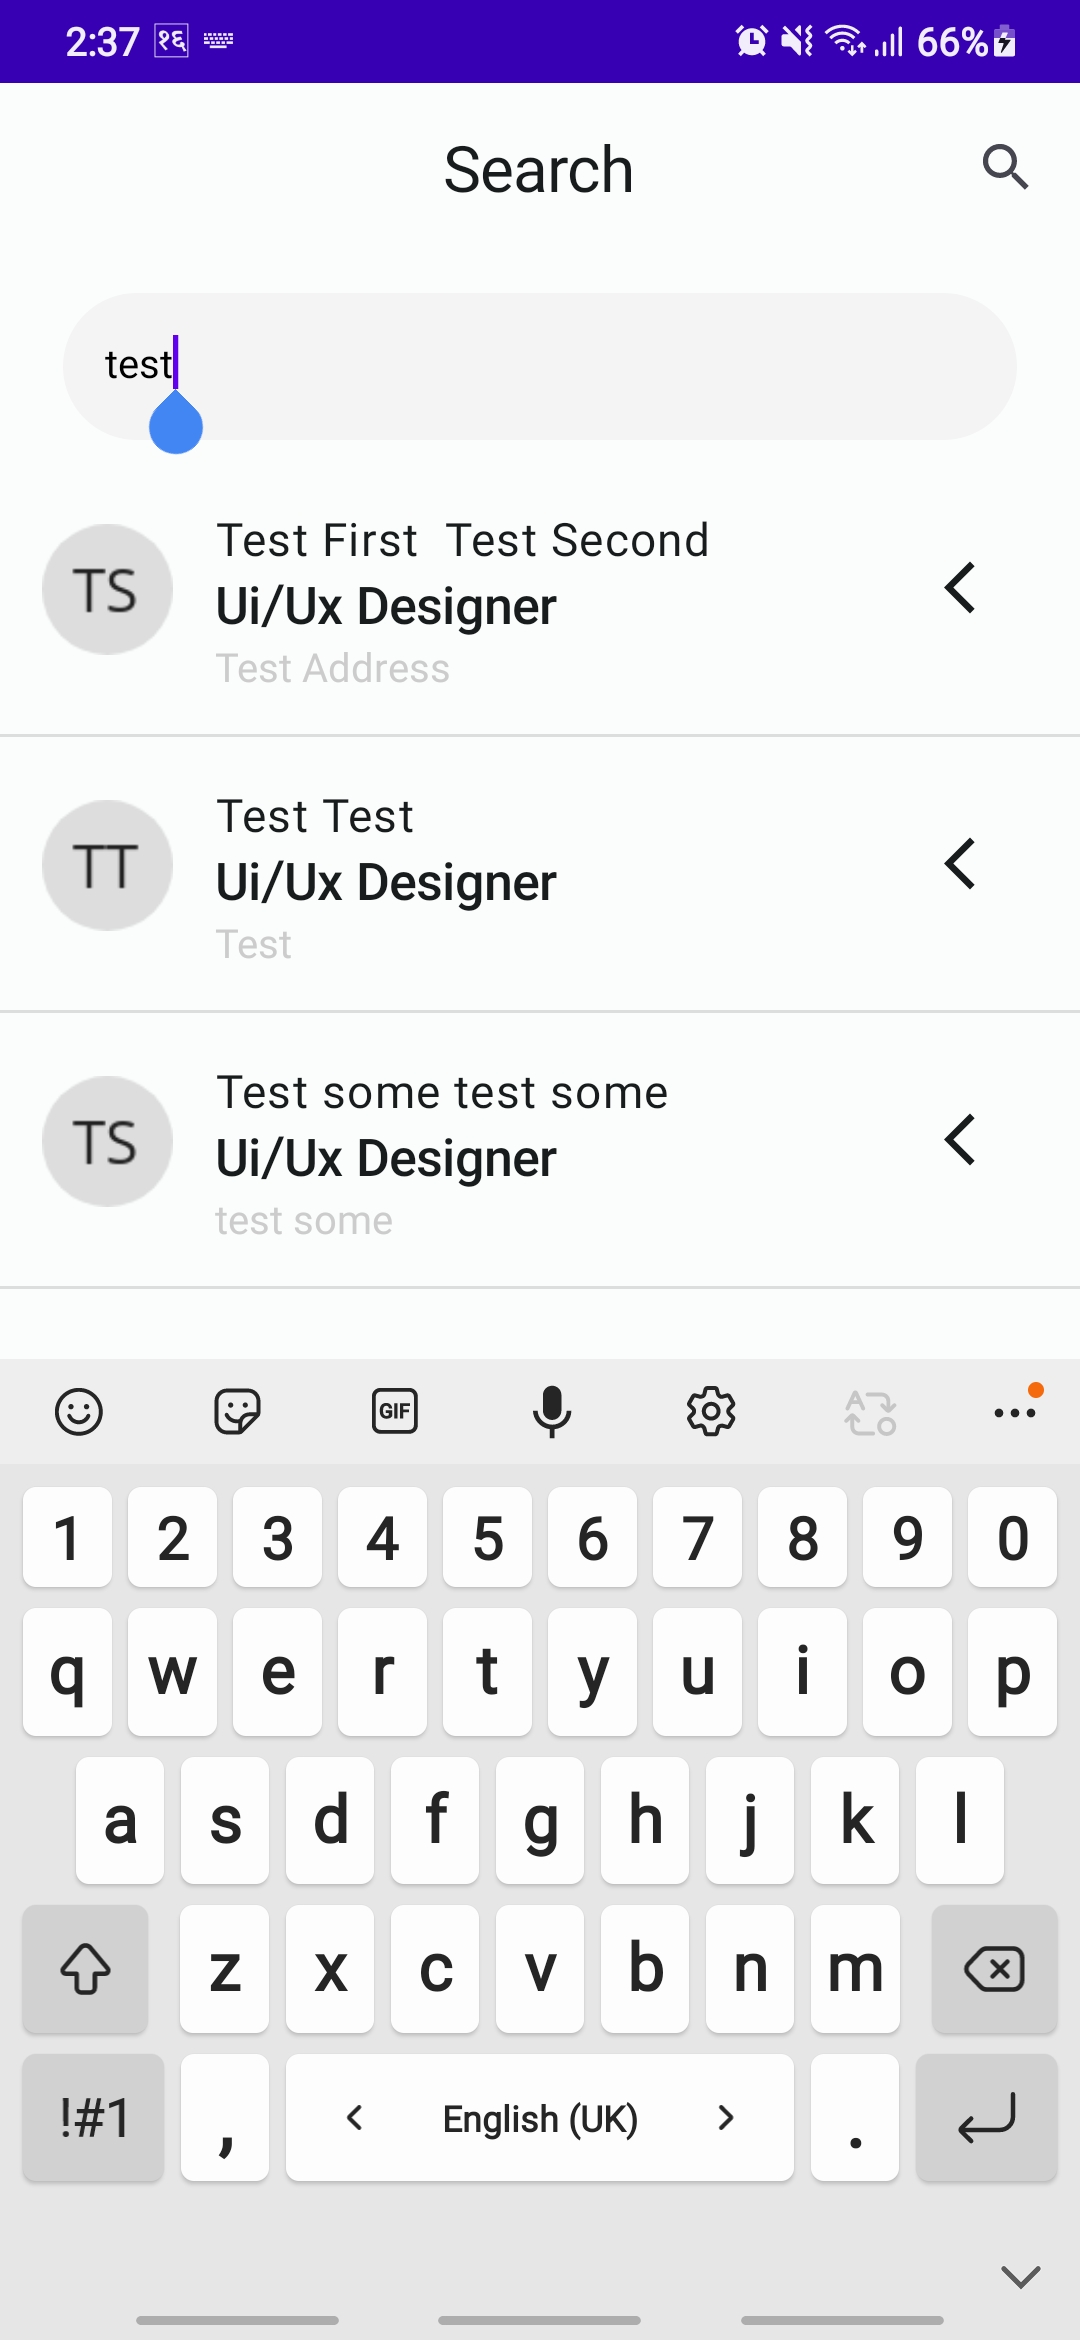 2:37 १६ 66%
Search
test
TS Test First  Test Second
Ui/Ux Designer
Test Address
TT Test Test
Ui/Ux Designer
Test
TS Test some test some
Ui/Ux Designer
test some
GIF
1 2 3 4 5 6 7 8 9 0
q w e r t y u i o p
a s d f g h j k l
z x c v b n m
!#1 , < English (UK) > .